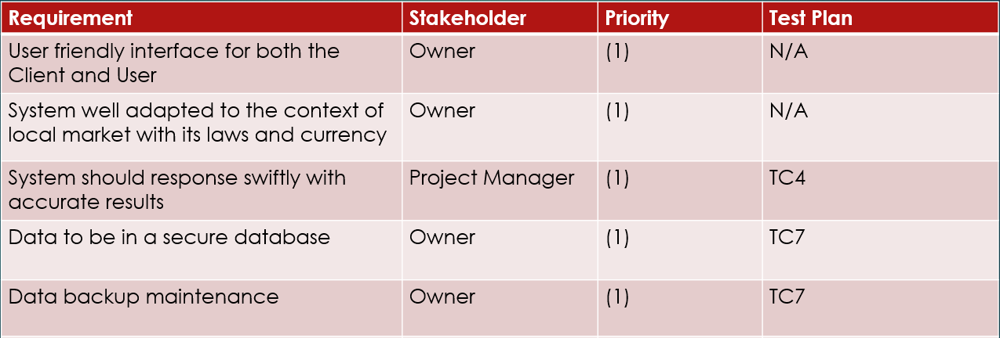 Requirement Stakeholder Priority Test Plan
User friendly interface for both the Owner (1) N/A
Client and User
System well adapted to the context of Owner (1) N/A
local market with its laws and currency
System should response swiftly with Project Manager (1) TC4
accurate results
Data to be in a secure database Owner (1) TC7
Data backup maintenance Owner (1) TC7